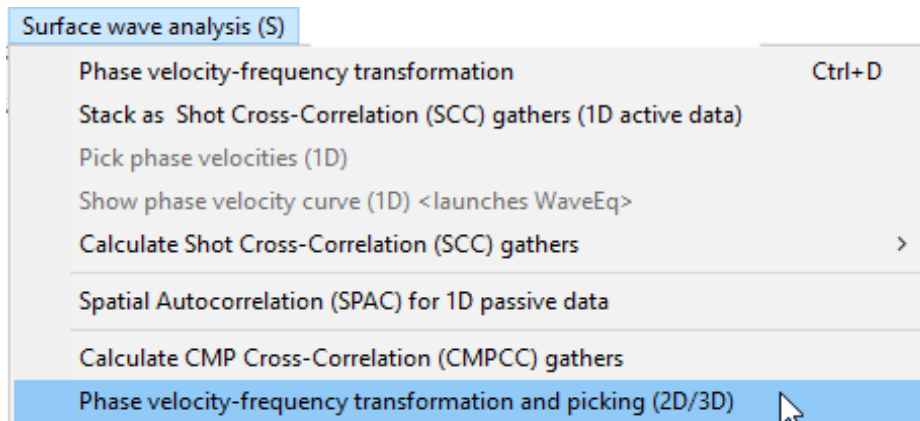 Surface wave analysis (S)
Phase velocity-frequency transformation Ctrl+D
Stack as  Shot Cross-Correlation (SCC) gathers (1D active data)
Pick phase velocities (1D)
Show phase velocity curve (1D) <launches WaveEq>
Calculate Shot Cross-Correlation (SCC) gathers >
Spatial Autocorrelation (SPAC) for 1D passive data
Calculate CMP Cross-Correlation (CMPCC) gathers
Phase velocity-frequency transformation and picking (2D/3D)